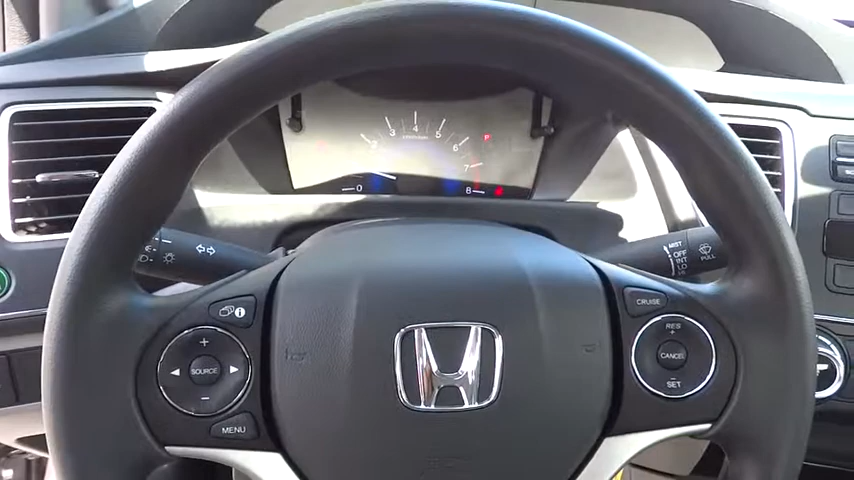 3 4 5
2 6
1 7
0 8
P
MIST
OFF
INT
LO
HI
PULL
i
CRUISE
+
SOURCE
−
RES
+
CANCEL
−
SET
MENU